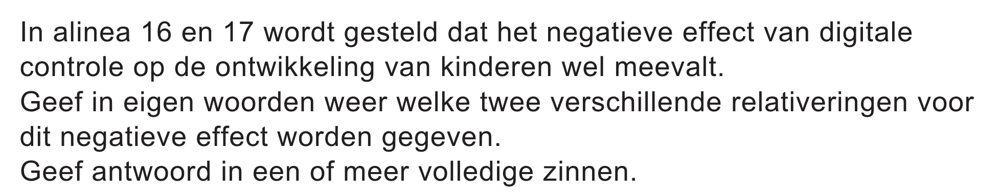 In alinea 16 en 17 wordt gesteld dat het negatieve effect van digitale
controle op de ontwikkeling van kinderen wel meevalt.
Geef in eigen woorden weer welke twee verschillende relativeringen voor
dit negatieve effect worden gegeven.
Geef antwoord in een of meer volledige zinnen.